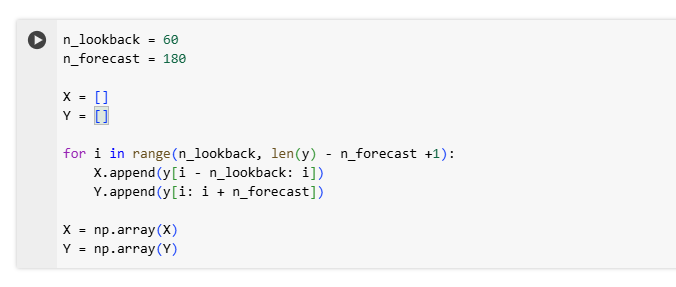 n_lookback = 60
n_forecast = 180
X = []
Y = []
for i in range(n_lookback, len(y) - n_forecast +1):
X.append(y[i - n_lookback: i])
Y.append(y[i: i + n_forecast])
X = np.array(X)
Y = np.array(Y)